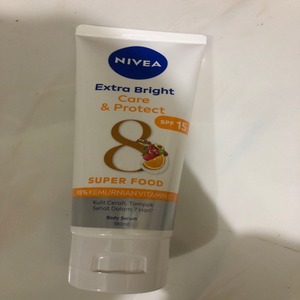 NIVEA
Extra Bright
Care
& Protect
SPF 15
8
SUPER FOOD
KEMURNIAN VITAMIN
Kulit Cerah, Tampak
Sehat Dalam 7 Hari
Body Serum